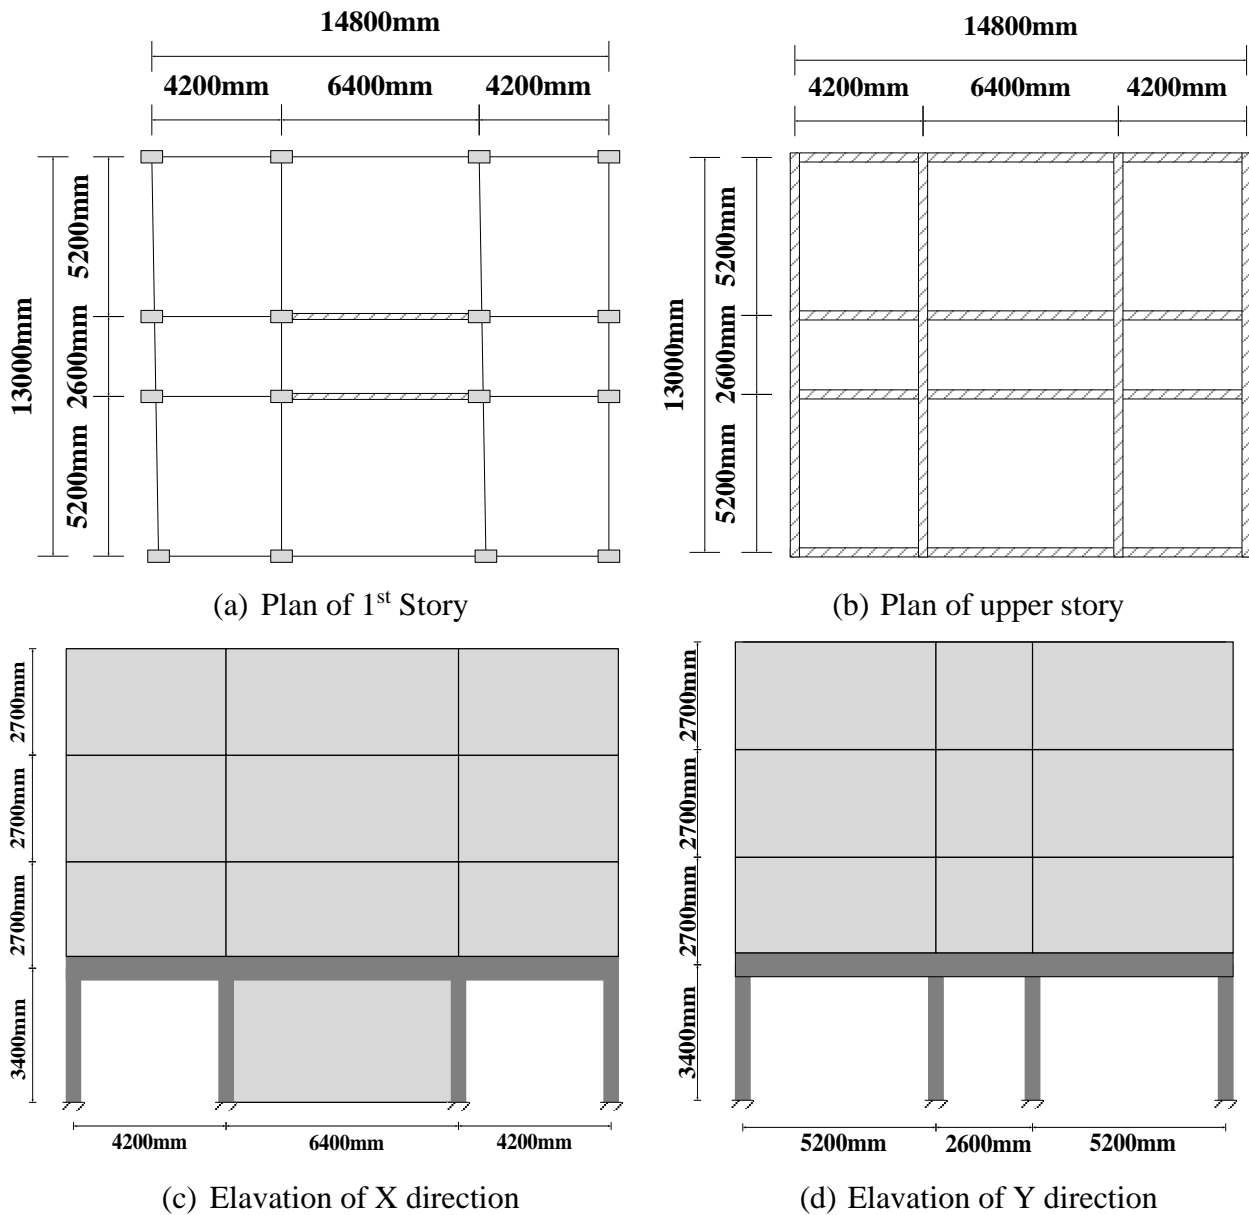 14800mm
4200mm 6400mm 4200mm
13000mm
5200mm
2600mm
5200mm
(a) Plan of 1st Story
14800mm
4200mm 6400mm 4200mm
13000mm
5200mm
2600mm
5200mm
(b) Plan of upper story
2700mm
2700mm
2700mm
3400mm
4200mm 6400mm 4200mm
(c) Elavation of X direction
2700mm
2700mm
2700mm
3400mm
5200mm 2600mm 5200mm
(d) Elavation of Y direction